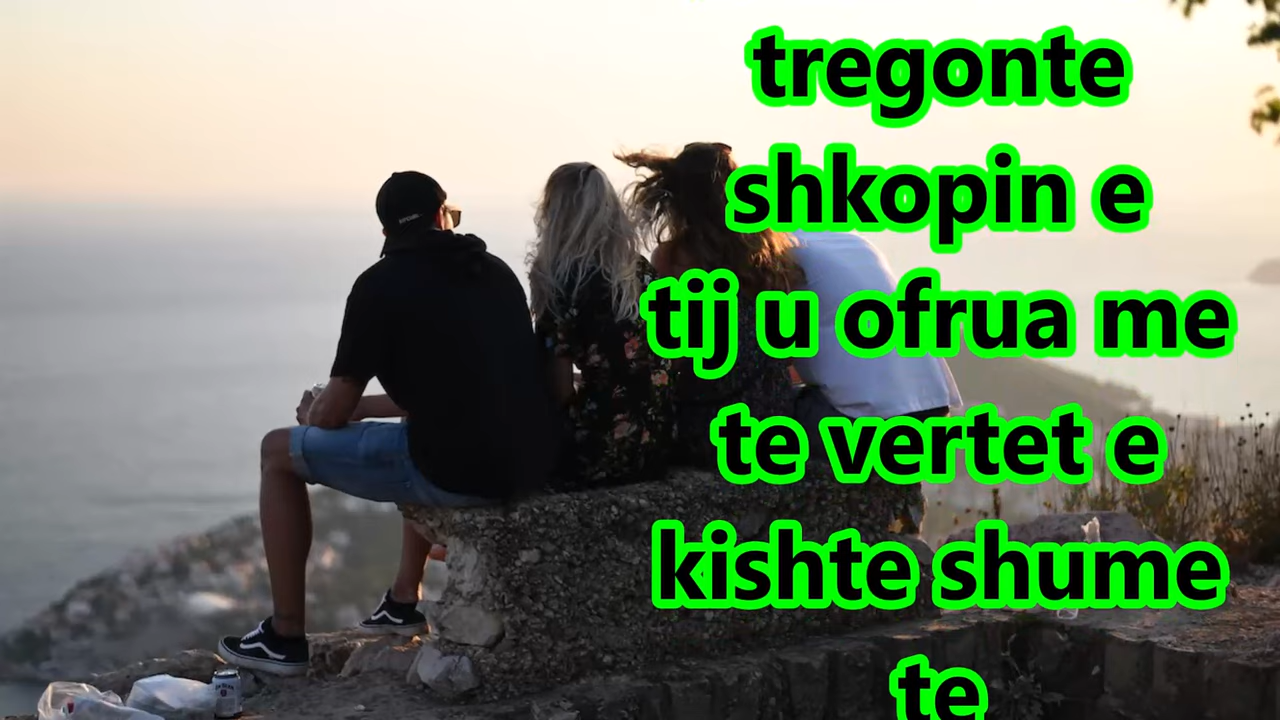 tregonte
shkopin e
tij u ofrua me
te vertet e
kishte shume
te